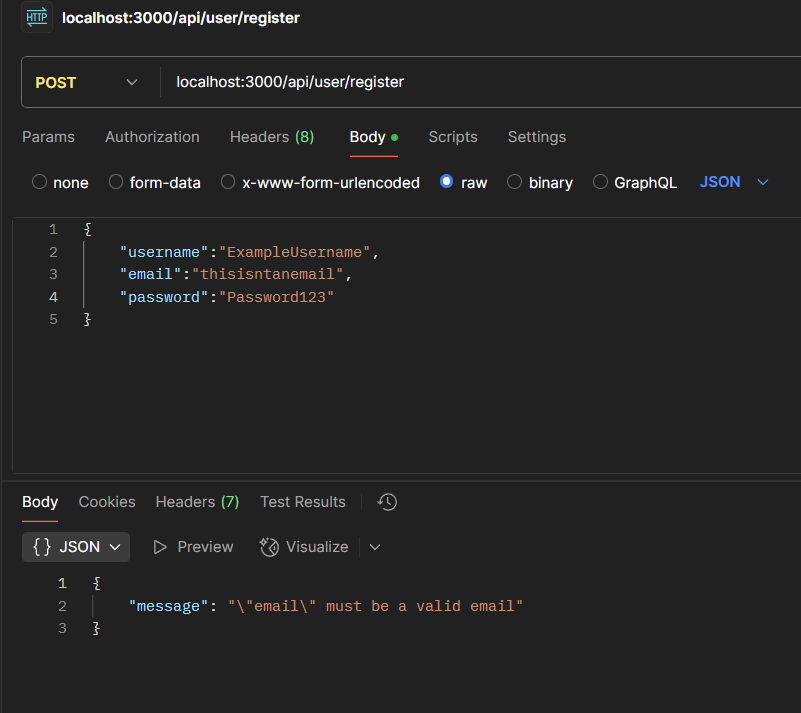 HTTP localhost:3000/api/user/register
POST localhost:3000/api/user/register
Params Authorization Headers (8) Body Scripts Settings
none form-data x-www-form-urlencoded raw binary GraphQL JSON
1 {
2 "username":"ExampleUsername",
3 "email":"thisisntanemail",
4 "password":"Password123"
5 }
Body Cookies Headers (7) Test Results
{} JSON Preview Visualize
1 {
2 "message": "\"email\" must be a valid email"
3 }